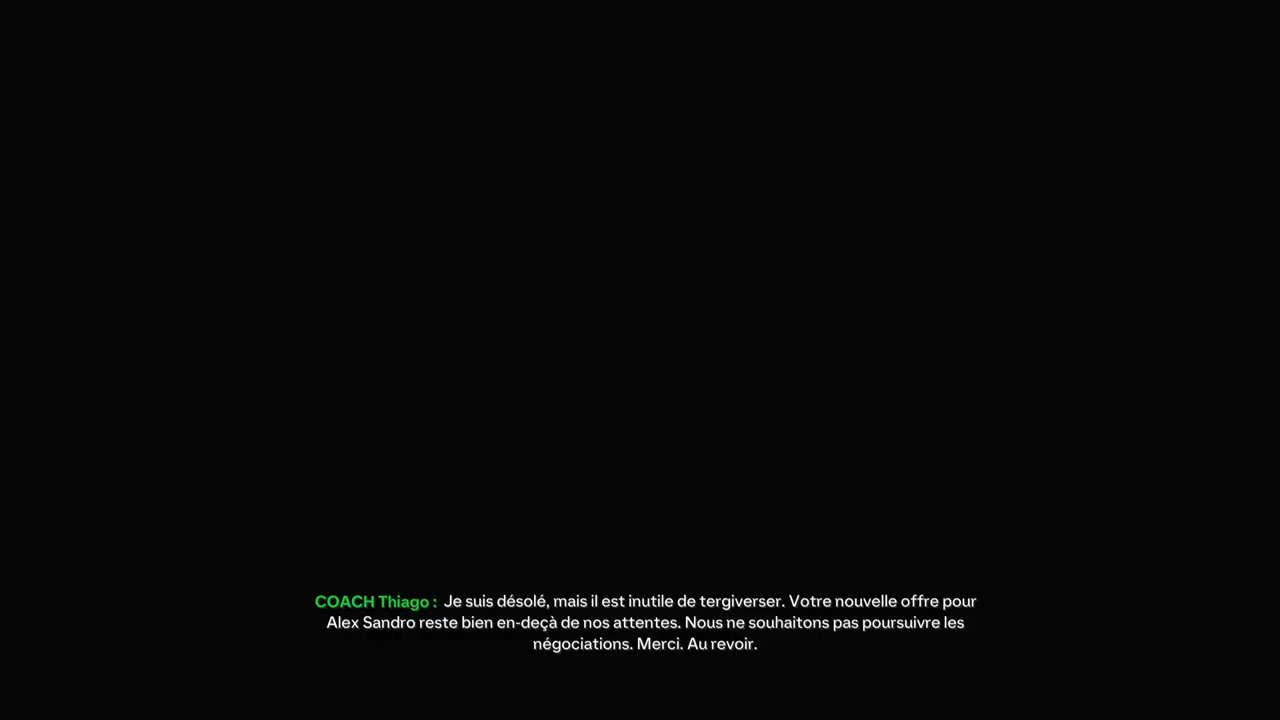 COACH Thiago : Je suis désolé, mais il est inutile de tergiverser. Votre nouvelle offre pour
Alex Sandro reste bien en-deçà de nos attentes. Nous ne souhaitons pas poursuivre les
négociations. Merci. Au revoir.